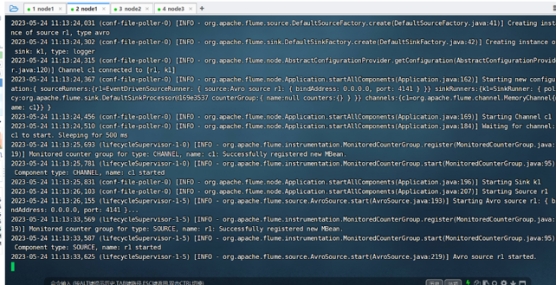 1 node1 2 node1 3 node2 4 node3 +
2023-05-24 11:13:24,031 (conf-file-poller-0) [INFO - org.apache.flume.source.DefaultSourceFactory.create(DefaultSourceFactory.java:41)] Creating insta
nce of source r1, type avro
2023-05-24 11:13:24,302 (conf-file-poller-0) [INFO - org.apache.flume.sink.DefaultSinkFactory.create(DefaultSinkFactory.java:42)] Creating instance of
sink: k1, type: logger
2023-05-24 11:13:24,315 (conf-file-poller-0) [INFO - org.apache.flume.node.AbstractConfigurationProvider.getConfiguration(AbstractConfigurationProvide
r.java:120)] Channel c1 connected to [r1, k1]
2023-05-24 11:13:24,367 (conf-file-poller-0) [INFO - org.apache.flume.node.Application.startAllComponents(Application.java:162)] Starting new configur
ation:{ sourceRunners:{r1=EventDrivenSourceRunner: { source:Avro source r1: { bindAddress: 0.0.0.0, port: 4141 } }} sinkRunners:{k1=SinkRunner: { poli
cy:org.apache.flume.sink.DefaultSinkProcessor@169e3537 counterGroup:{ name:null counters:{} } }} channels:{c1=org.apache.flume.channel.MemoryChannel{n
ame: c1}} }
2023-05-24 11:13:24,456 (conf-file-poller-0) [INFO - org.apache.flume.node.Application.startAllComponents(Application.java:169)] Starting Channel c1
2023-05-24 11:13:24,510 (conf-file-poller-0) [INFO - org.apache.flume.node.Application.startAllComponents(Application.java:184)] Waiting for channel:
c1 to start. Sleeping for 500 ms
2023-05-24 11:13:25,693 (lifecycleSupervisor-1-0) [INFO - org.apache.flume.instrumentation.MonitoredCounterGroup.register(MonitoredCounterGroup.java:1
19)] Monitored counter group for type: CHANNEL, name: c1: Successfully registered new MBean.
2023-05-24 11:13:25,781 (lifecycleSupervisor-1-0) [INFO - org.apache.flume.instrumentation.MonitoredCounterGroup.start(MonitoredCounterGroup.java:95)]
Component type: CHANNEL, name: c1 started
2023-05-24 11:13:25,831 (conf-file-poller-0) [INFO - org.apache.flume.node.Application.startAllComponents(Application.java:196)] Starting Sink k1
2023-05-24 11:13:26,103 (conf-file-poller-0) [INFO - org.apache.flume.node.Application.startAllComponents(Application.java:207)] Starting Source r1
2023-05-24 11:13:26,155 (lifecycleSupervisor-1-5) [INFO - org.apache.flume.source.AvroSource.start(AvroSource.java:193)] Starting Avro source r1: { bi
ndAddress: 0.0.0.0, port: 4141 }...
2023-05-24 11:13:33,569 (lifecycleSupervisor-1-5) [INFO - org.apache.flume.instrumentation.MonitoredCounterGroup.register(MonitoredCounterGroup.java:1
19)] Monitored counter group for type: SOURCE, name: r1: Successfully registered new MBean.
2023-05-24 11:13:33,587 (lifecycleSupervisor-1-5) [INFO - org.apache.flume.instrumentation.MonitoredCounterGroup.start(MonitoredCounterGroup.java:95)]
Component type: SOURCE, name: r1 started
2023-05-24 11:13:33,625 (lifecycleSupervisor-1-5) [INFO - org.apache.flume.source.AvroSource.start(AvroSource.java:219)] Avro source r1 started.